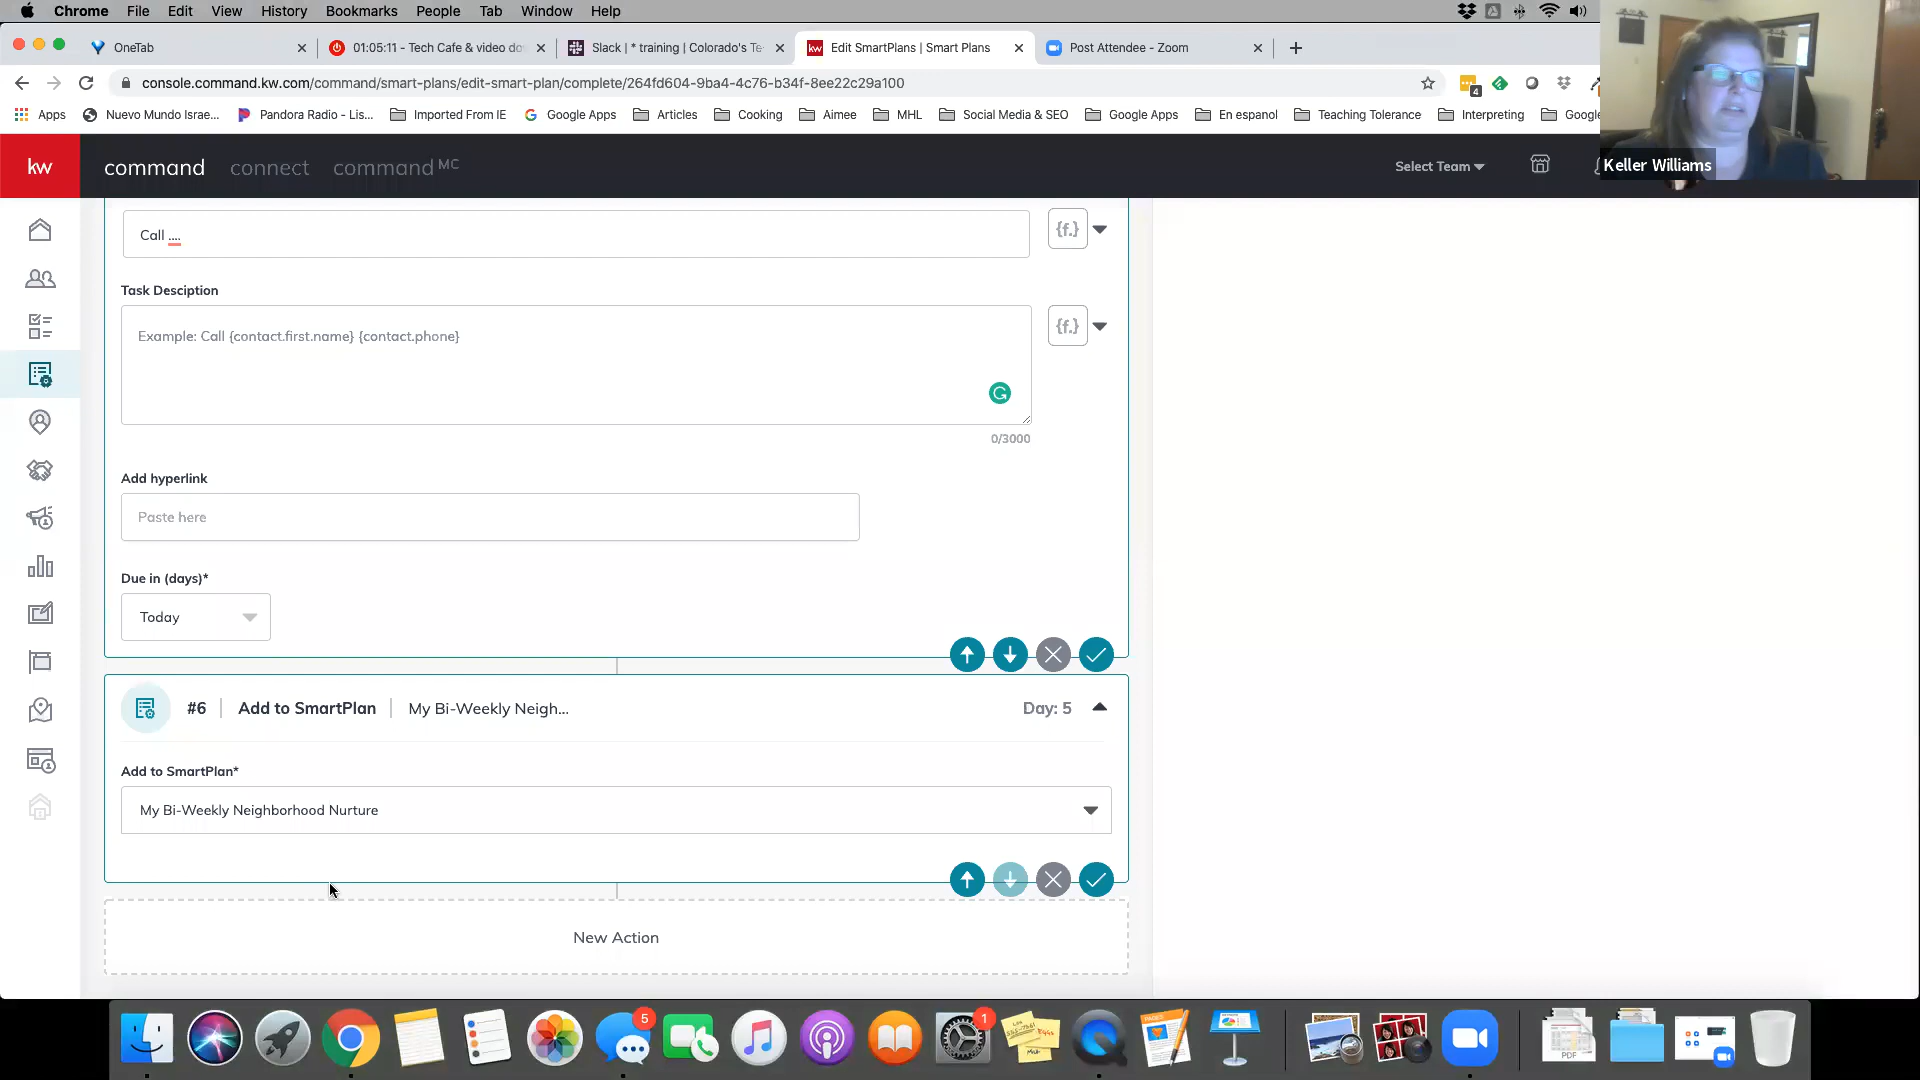 Chrome File Edit View History Bookmarks People Tab Window Help
OneTab
01:05:11 - Tech Cafe & video do
Slack | * training | Colorado's Te
Edit SmartPlans | Smart Plans
Post Attendee - Zoom
console.command.kw.com/command/smart-plans/edit-smart-plan/complete/264fd604-9ba4-4c76-b34f-8ee22c29a100
4
Apps Nuevo Mundo Israe... Pandora Radio - Lis... Imported From IE Google Apps Articles Cooking Aimee MHL Social Media & SEO Google Apps En espanol Teaching Tolerance Interpreting Google
kw command connect command MC Select Team
Keller Williams
Call ....
{f.}
Task Desciption
Example: Call {contact.first.name} {contact.phone}
{f.}
0/3000
Add hyperlink
Paste here
Due in (days)*
Today
#6 Add to SmartPlan My Bi-Weekly Neigh... Day: 5
Add to SmartPlan*
My Bi-Weekly Neighborhood Nurture
New Action
5
1
PAGES
PDF